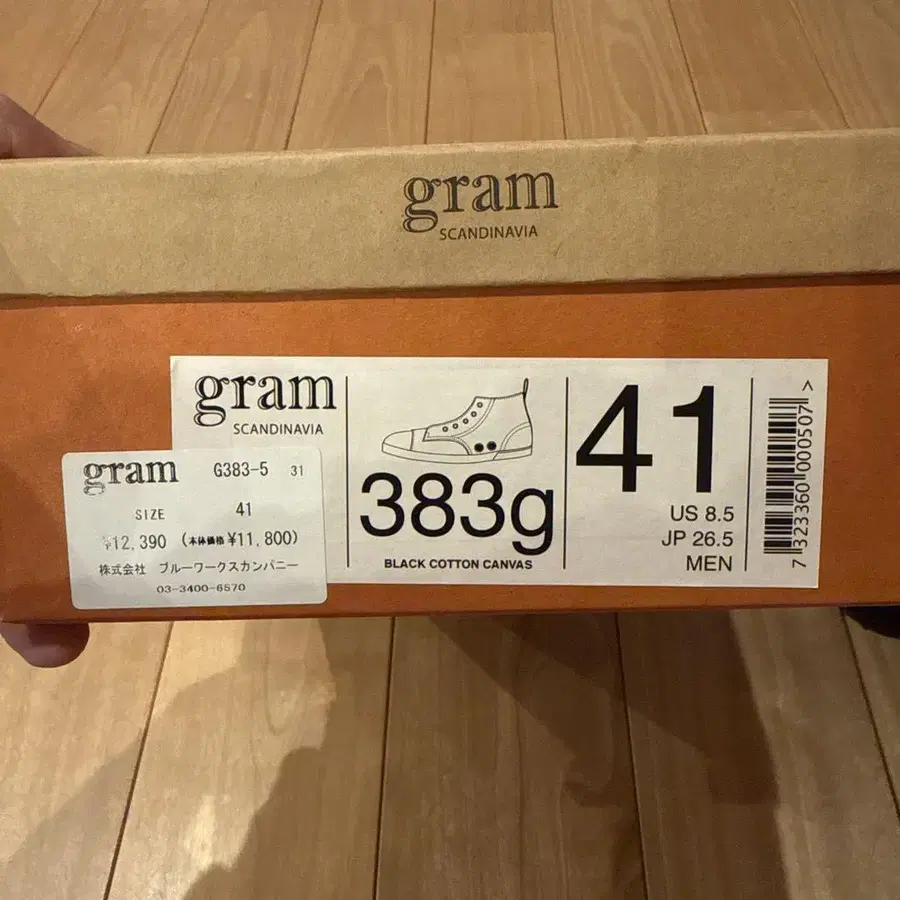 gram
SCANDINAVIA
gram
SCANDINAVIA
383g
BLACK COTTON CANVAS
41
US 8.5
JP 26.5
MEN
7 323360 000507 >
gram G383-5 31
SIZE 41
¥12,390 (本体価格 ¥11,800)
株式会社 ブルーワークスカンパニー
03-3400-6570